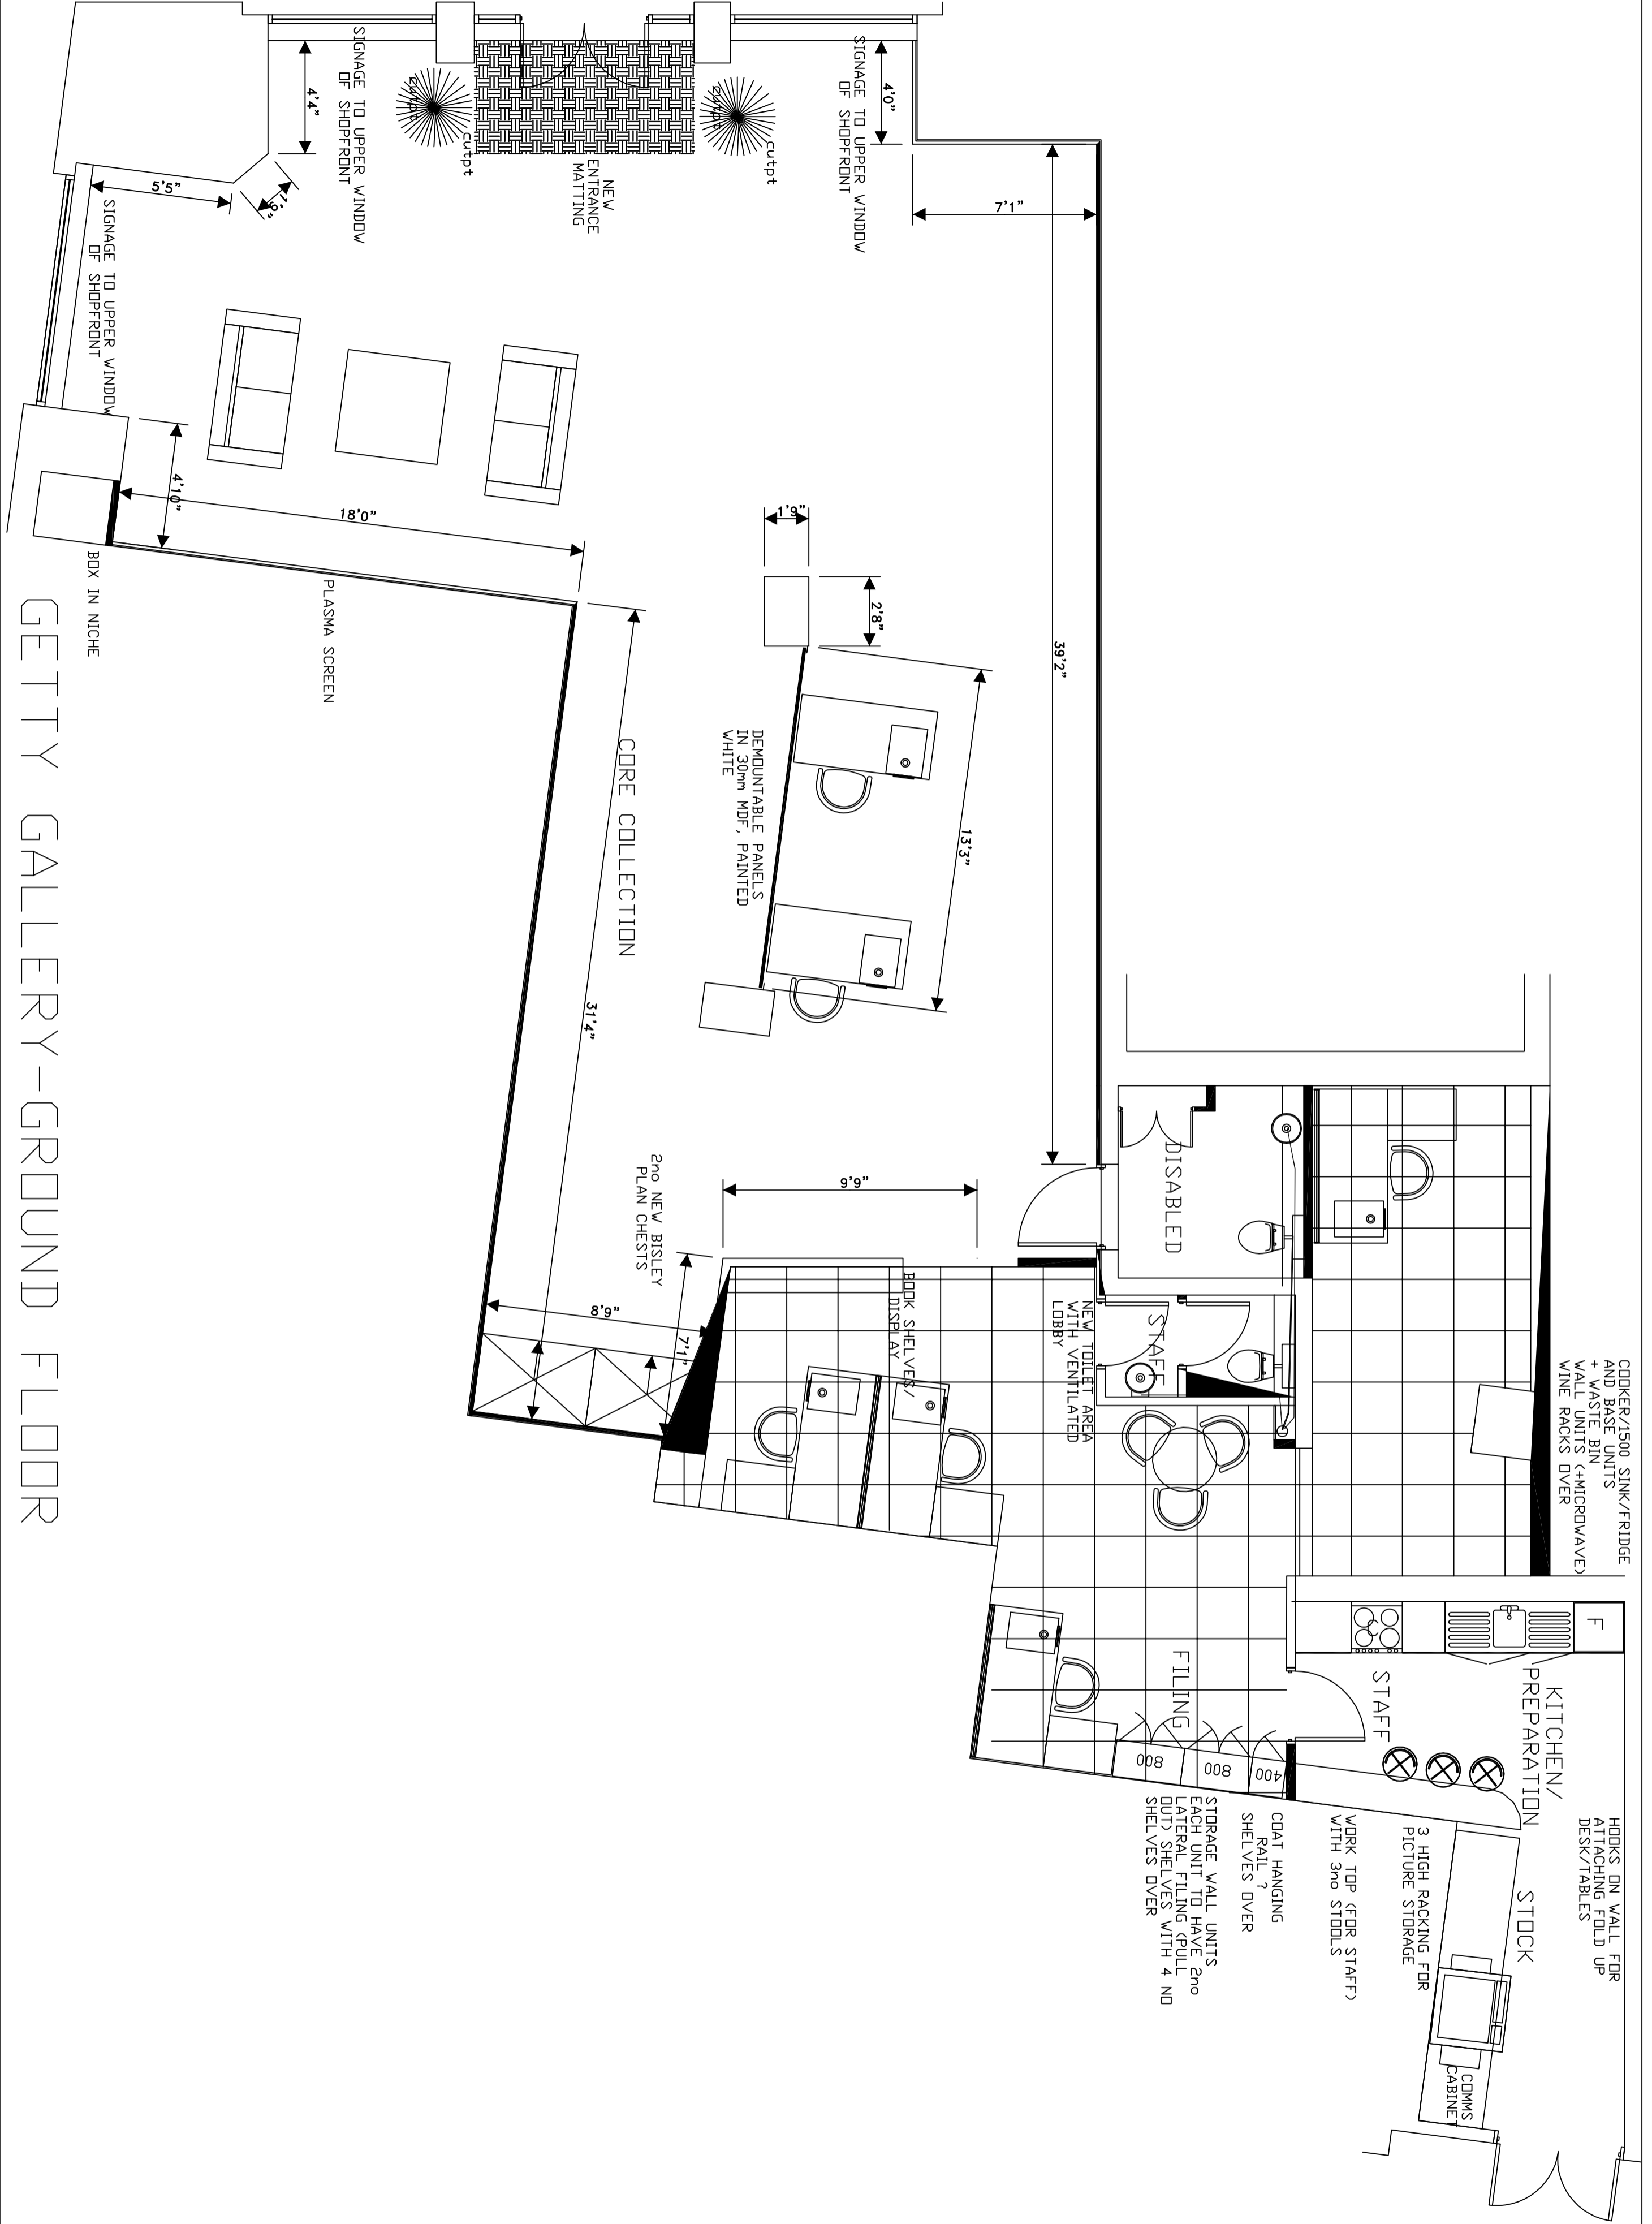 COOKER/1500 SINK/FRIDGE
AND BASE UNITS
+ WASTE BIN
WALL UNITS (+MICROWAVE)
WINE RACKS OVER
F
KITCHEN/
PREPARATION
STAFF
HOOKS ON WALL FOR
ATTACHING FOLD UP
DESK/TABLES
STOCK
3 HIGH RACKING FOR
PICTURE STORAGE
COMMS
CABINET
WORK TOP (FOR STAFF)
WITH 3no STOOLS
COAT HANGING
RAIL ?
SHELVES OVER
STORAGE WALL UNITS
EACH UNIT TO HAVE 2no
LATERAL FILING (PULL
OUT) SHELVES WITH 4 NO
SHELVES OVER
FILING
400
800
800
DISABLED
STAFF
NEW TOILET AREA
WITH VENTILATED
LOBBY
7'1"
39'2"
4'0"
SIGNAGE TO UPPER WINDOW
OF SHOPFRONT
cutpt
cutpt
NEW
ENTRANCE
MATTING
cutpt
cutpt
SIGNAGE TO UPPER WINDOW
OF SHOPFRONT
4'4"
1'9"
5'5"
SIGNAGE TO UPPER WINDOW
OF SHOPFRONT
1'9"
2'8"
13'3"
DEMOUNTABLE PANELS
IN 30mm MDF, PAINTED
WHITE
9'9"
BOOK SHELVES/
DISPLAY
2no NEW BISLEY
PLAN CHESTS
7'1"
8'9"
CORE COLLECTION
31'4"
18'0"
4'10"
PLASMA SCREEN
BOX IN NICHE
GETTY GALLERY-GROUND FLOOR